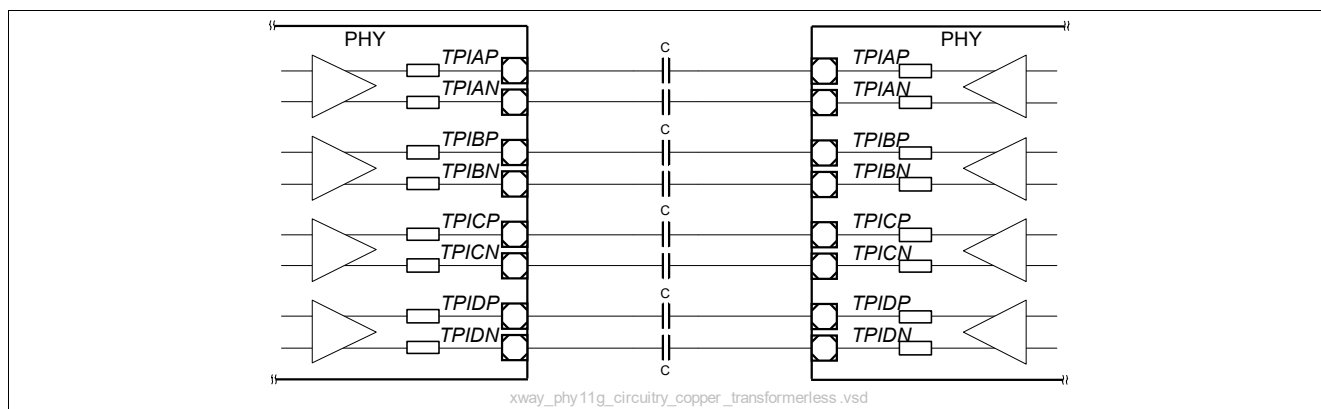 PHY
PHY
C
TPIAP
TPIAP
TPIAN
TPIAN
C
TPIBP
TPIBP
TPIBN
TPIBN
C
TPICP
TPICP
TPICN
TPICN
C
TPIDP
TPIDP
TPIDN
TPIDN
C
xway_phy11g_circuitry_copper_transformerless.vsd